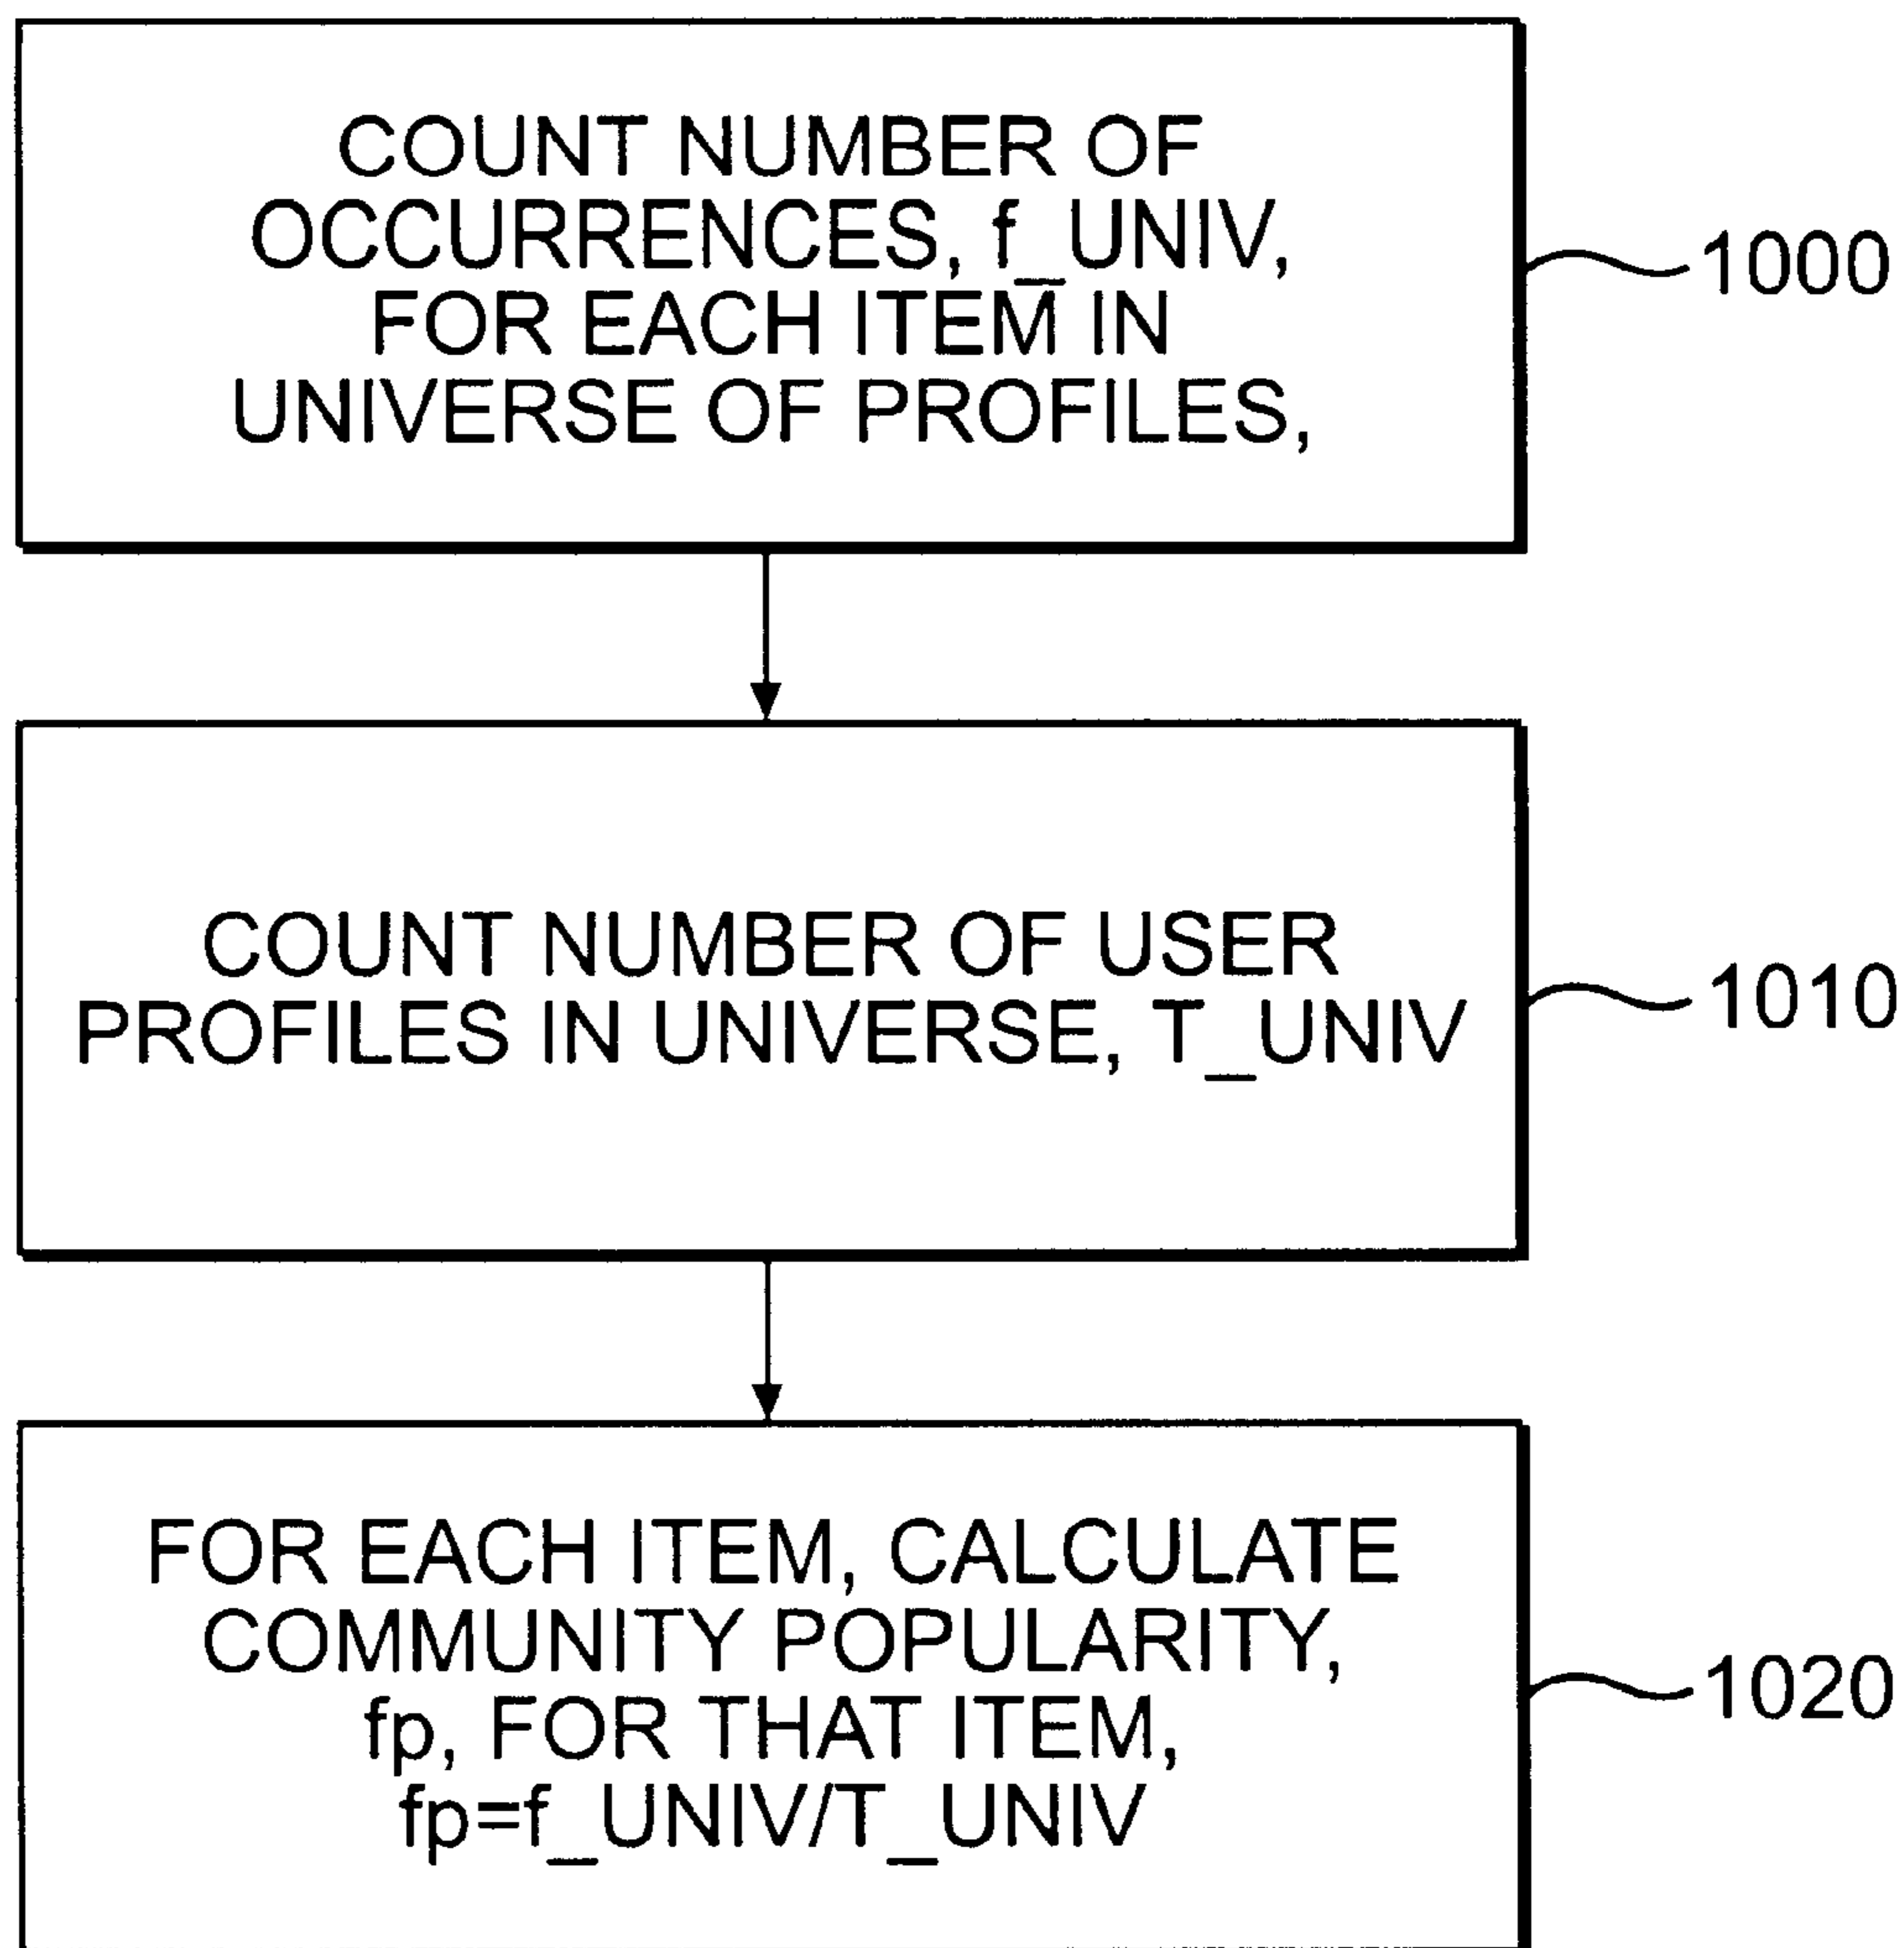 COUNT NUMBER OF
OCCURRENCES, f_UNIV,
FOR EACH ITEM IN
UNIVERSE OF PROFILES,
1000
COUNT NUMBER OF USER
PROFILES IN UNIVERSE, T_UNIV
1010
FOR EACH ITEM, CALCULATE
COMMUNITY POPULARITY,
fp, FOR THAT ITEM,
fp=f_UNIV/T_UNIV
1020